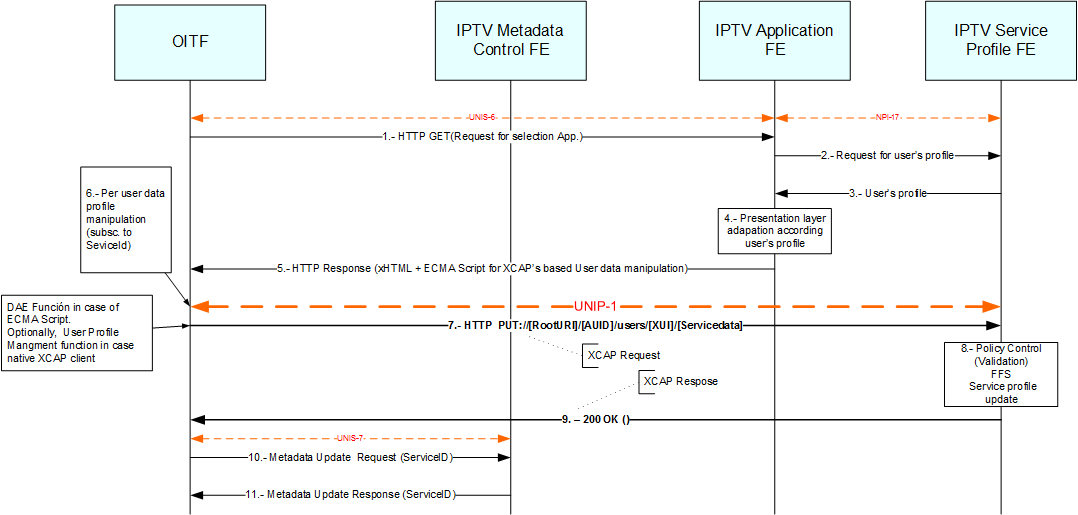 OITF
IPTV Metadata
Control FE
IPTV Application
FE
IPTV Service
Profile FE
UNIS-6
NPI-17
1.- HTTP GET(Request for selection App.)
2.- Request for user's profile
3.- User's profile
6.- Per user data
profile
manipulation
(subsc. to
SeviceId)
4.- Presentation layer
adapation according
user's profile
5.- HTTP Response (xHTML + ECMA Script for XCAP's based User data manipulation)
UNIP-1
DAE Función in case of
ECMA Script.
Optionally, User Profile
Mangment function in case
native XCAP client
7.- HTTP PUT://[RootURI]/[AUID]/users/[XUI]/[Servicedata]
XCAP Request
XCAP Respose
8.- Policy Control
(Validation)
FFS
Service profile
update
9. – 200 OK ()
UNIS-7
10.- Metadata Update Request (ServiceID)
11.- Metadata Update Response (ServiceID)